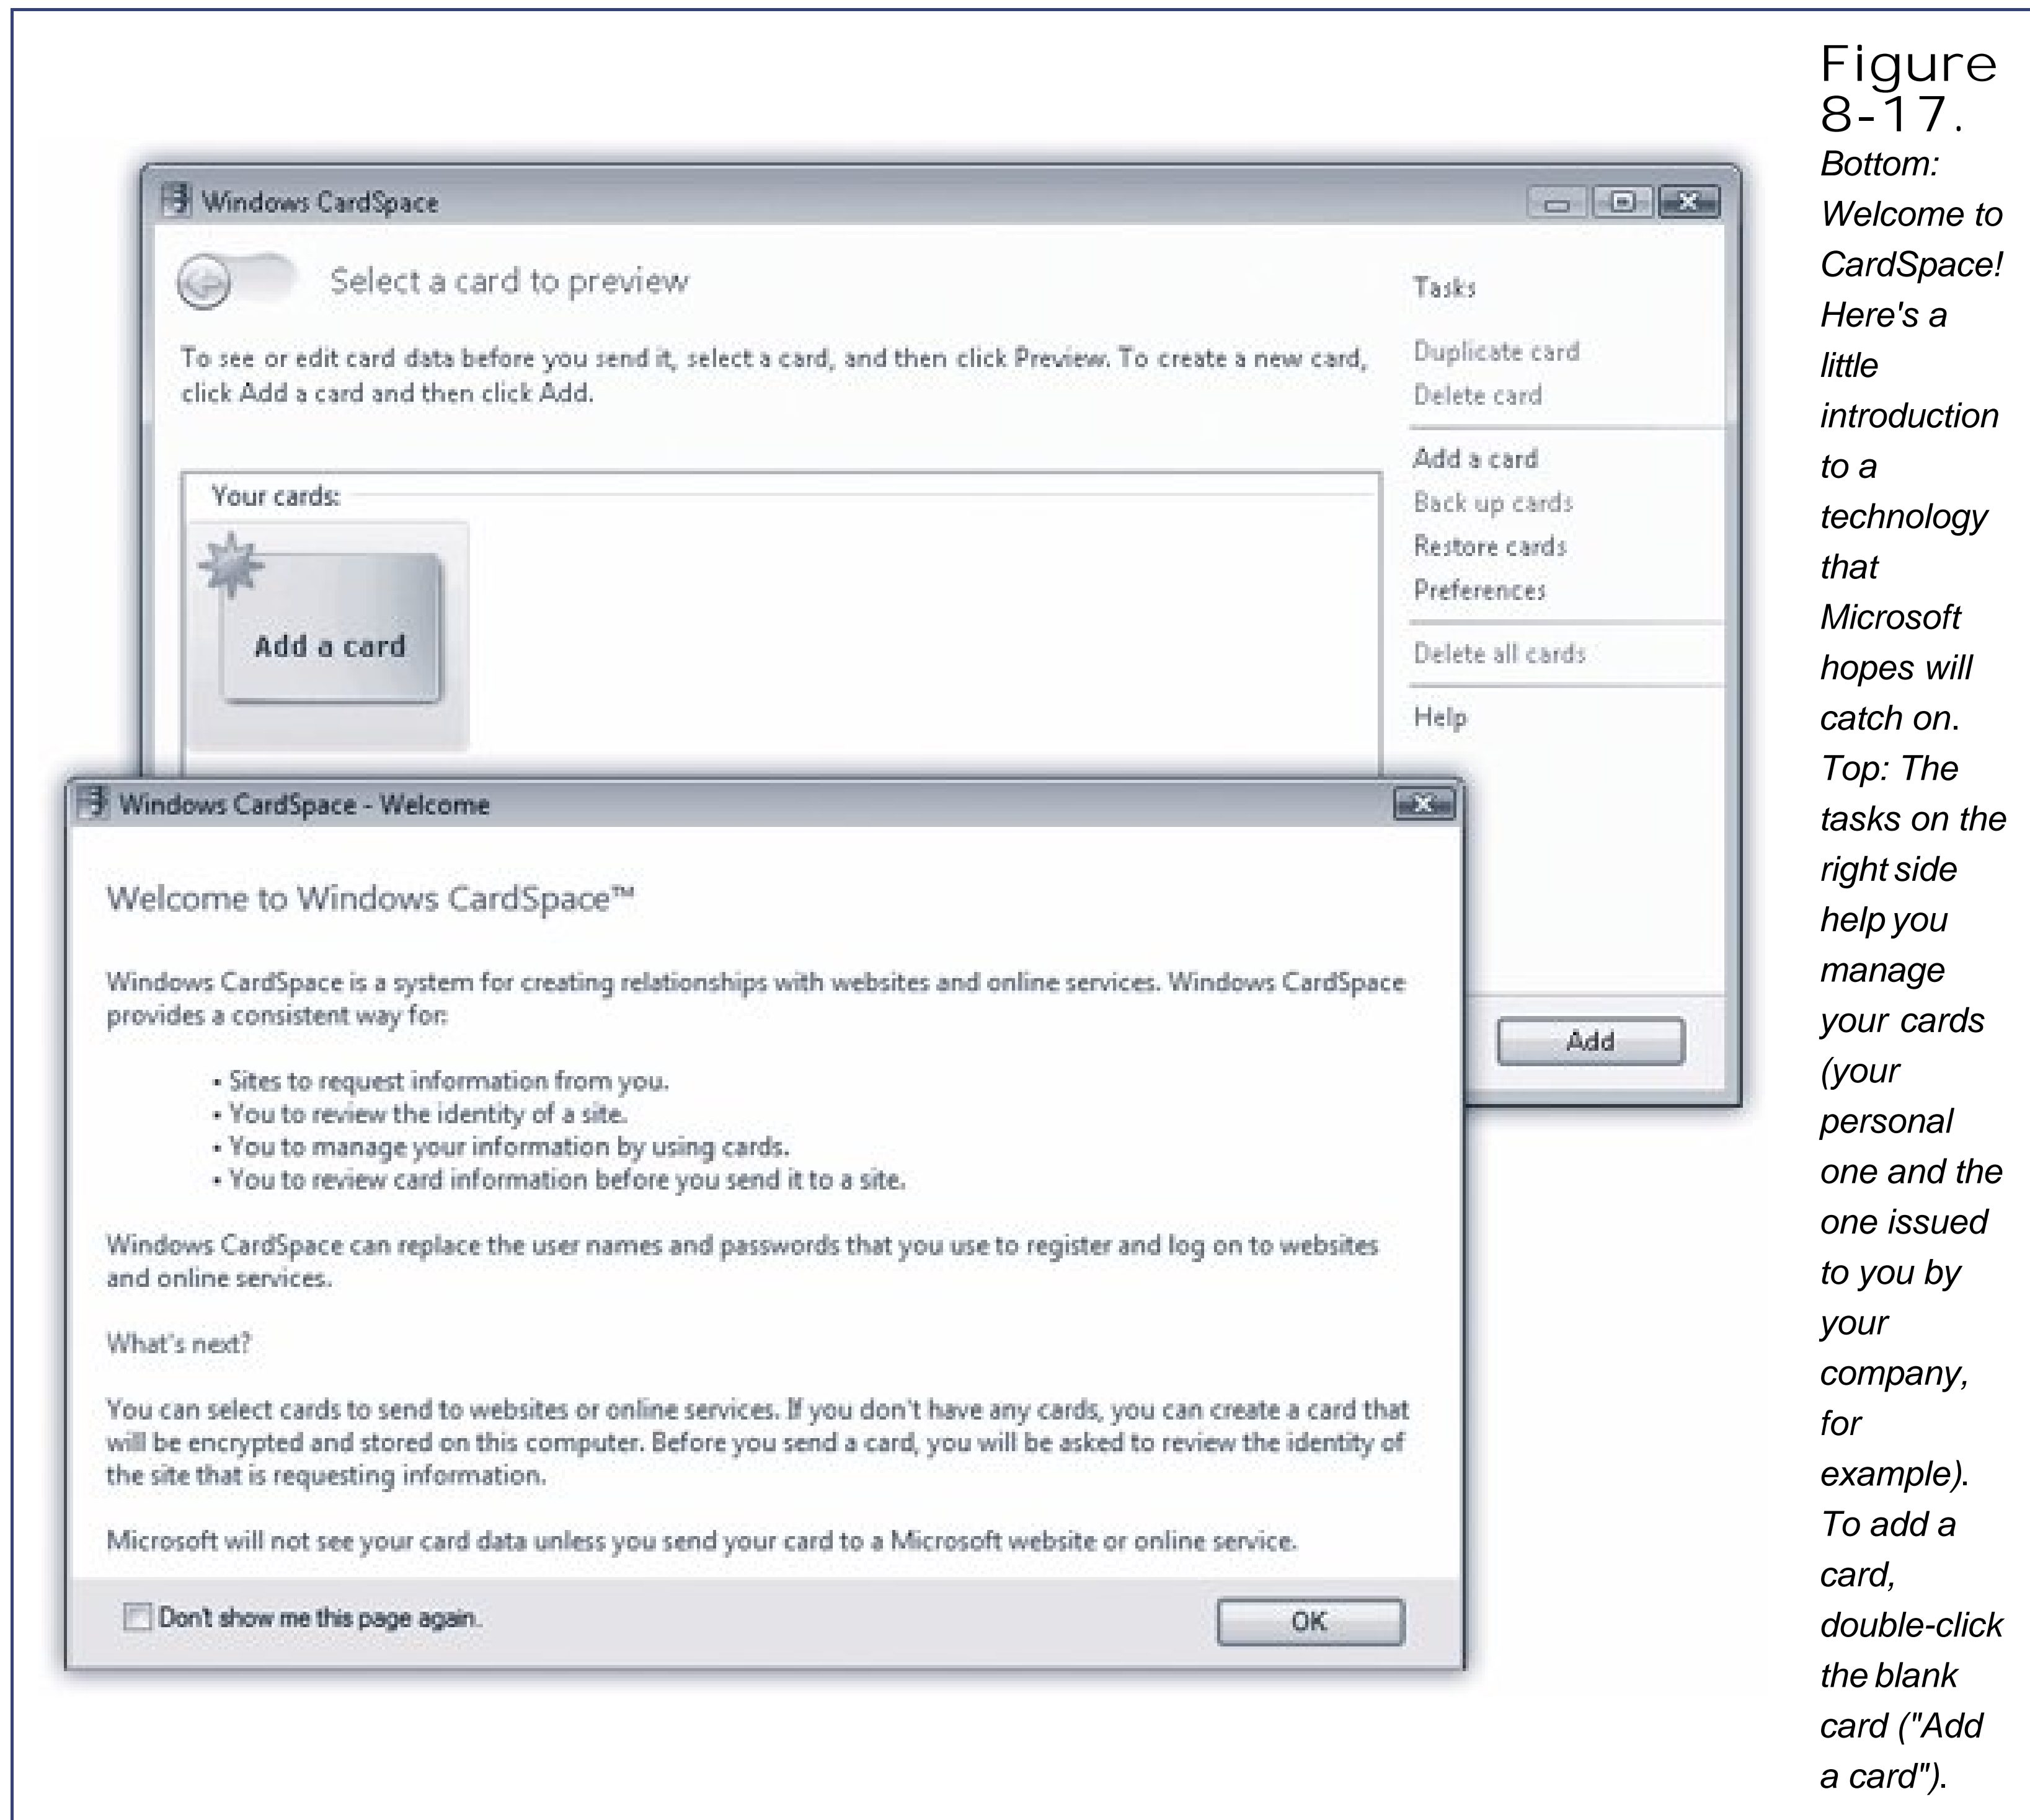 Windows CardSpace
Select a card to preview
To see or edit card data before you send it, select a card, and then click Preview. To create a new card,
click Add a card and then click Add.
Your cards:
Add a card
Tasks
Duplicate card
Delete card
Add a card
Back up cards
Restore cards
Preferences
Delete all cards
Help
Add
Windows CardSpace - Welcome
Welcome to Windows CardSpace™
Windows CardSpace is a system for creating relationships with websites and online services. Windows CardSpace
provides a consistent way for:
• Sites to request information from you.
• You to review the identity of a site.
• You to manage your information by using cards.
• You to review card information before you send it to a site.
Windows CardSpace can replace the user names and passwords that you use to register and log on to websites
and online services.
What's next?
You can select cards to send to websites or online services. If you don't have any cards, you can create a card that
will be encrypted and stored on this computer. Before you send a card, you will be asked to review the identity of
the site that is requesting information.
Microsoft will not see your card data unless you send your card to a Microsoft website or online service.
Don't show me this page again.
OK
Figure
8-17.
Bottom:
Welcome to
CardSpace!
Here's a
little
introduction
to a
technology
that
Microsoft
hopes will
catch on.
Top: The
tasks on the
right side
help you
manage
your cards
(your
personal
one and the
one issued
to you by
your
company,
for
example).
To add a
card,
double-click
the blank
card ("Add
a card").